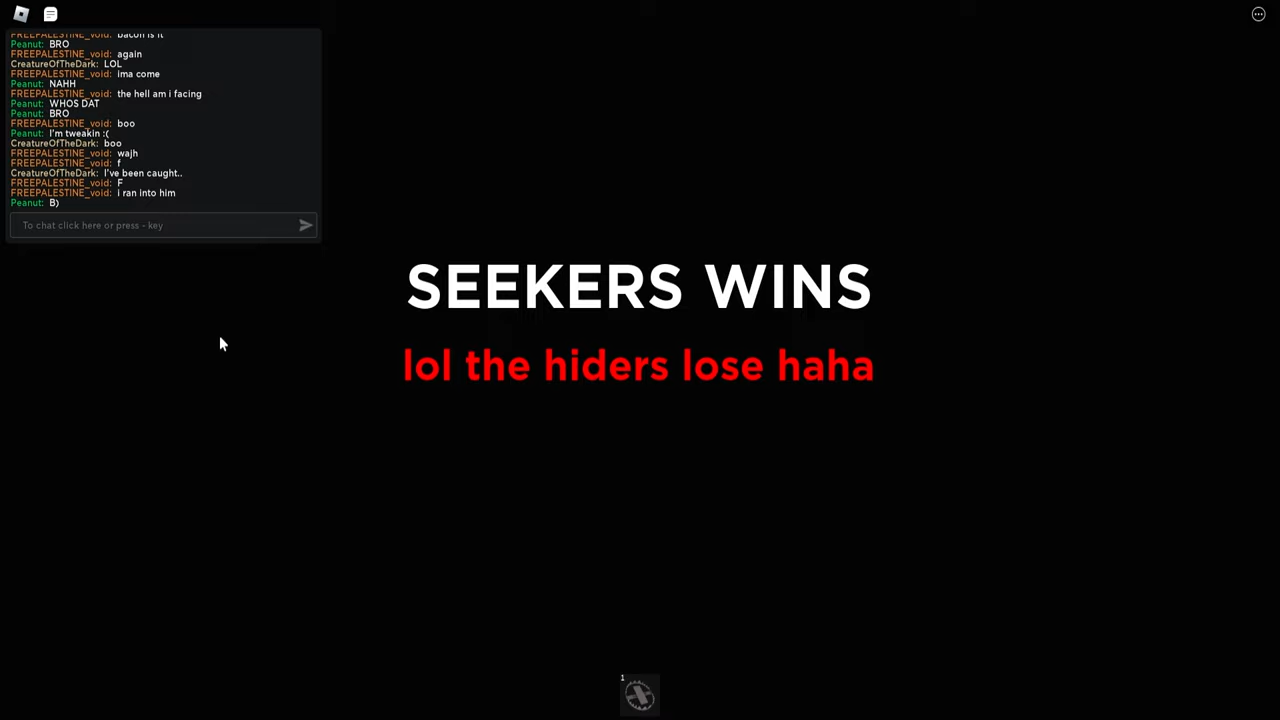 FREEPALESTINE_void: bacon is it
Peanut: BRO
FREEPALESTINE_void: again
CreatureOfTheDark: LOL
FREEPALESTINE_void: ima come
Peanut: NAHH
FREEPALESTINE_void: the hell am i facing
Peanut: WHOS DAT
Peanut: BRO
FREEPALESTINE_void: boo
Peanut: I'm tweakin :(
CreatureOfTheDark: boo
FREEPALESTINE_void: wajh
FREEPALESTINE_void: f
CreatureOfTheDark: I've been caught..
FREEPALESTINE_void: F
FREEPALESTINE_void: i ran into him
Peanut: B)
To chat click here or press - key
SEEKERS WINS
lol the hiders lose haha
1